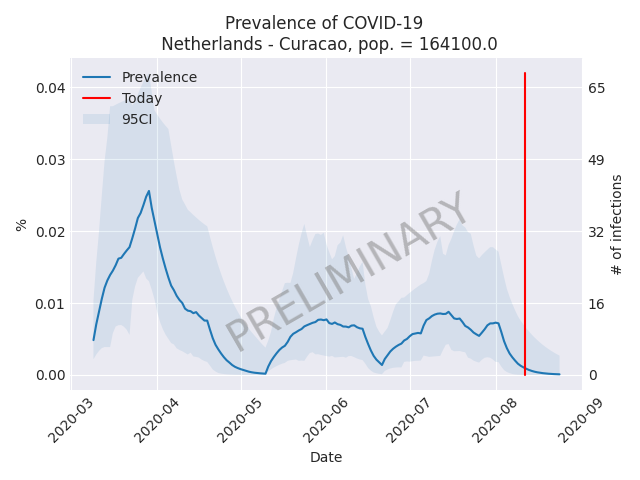 Prevalence of COVID-19
Netherlands - Curacao, pop. = 164100.0
Prevalence
Today
95CI
0.04
0.03
0.02
0.01
0.00
%
65
49
32
16
0
# of infections
PRELIMINARY
2020-03
2020-04
2020-05
2020-06
2020-07
2020-08
2020-09
Date